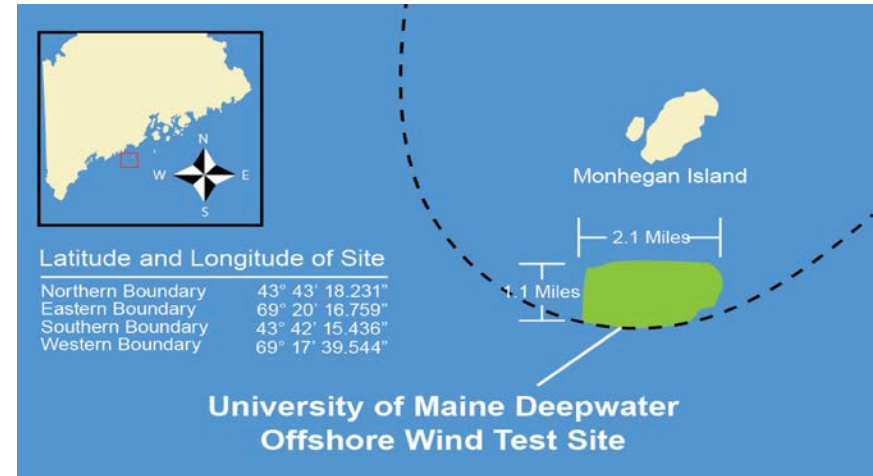 N
W E
S
Monhegan Island
2.1 Miles
1.1 Miles
Latitude and Longitude of Site
Northern Boundary 43° 43' 18.231"
Eastern Boundary 69° 20' 16.759"
Southern Boundary 43° 42' 15.436"
Western Boundary 69° 17' 39.544"
University of Maine Deepwater
Offshore Wind Test Site